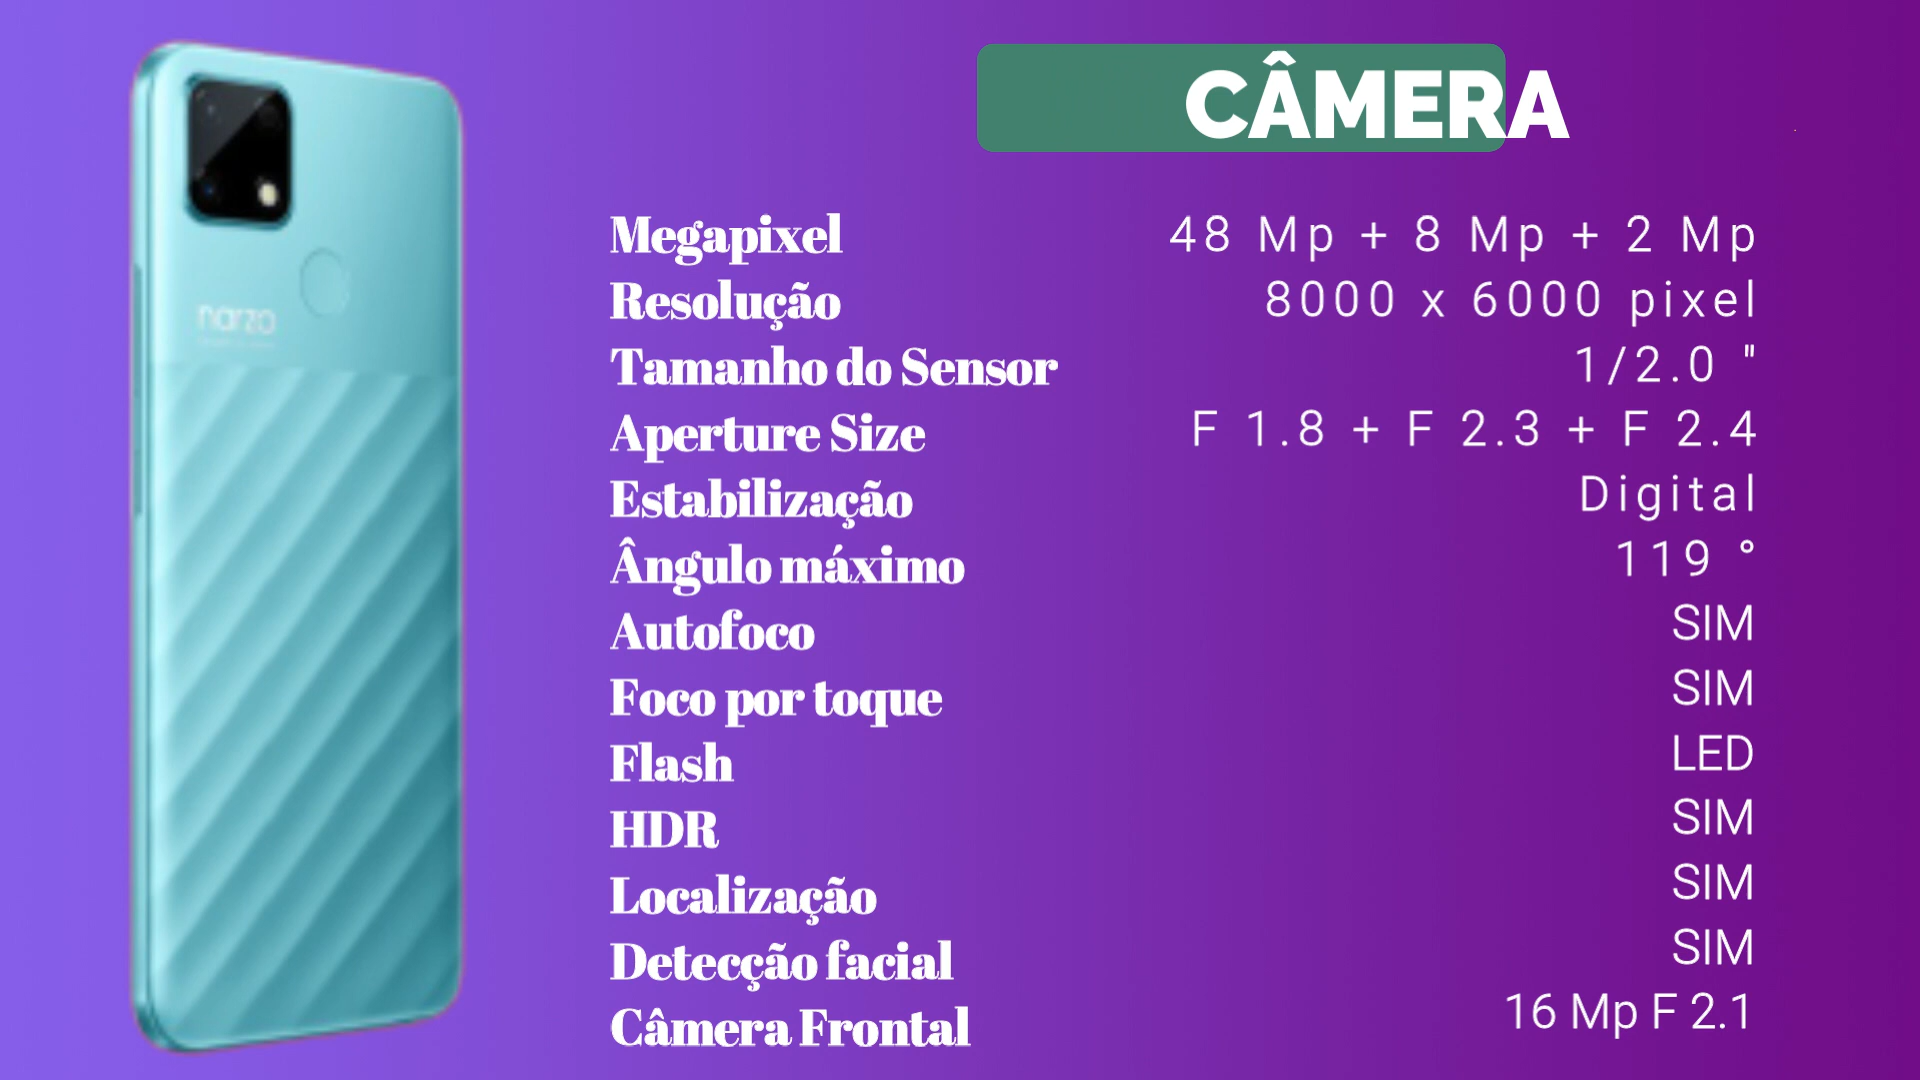 CÂMERA
narzo
Megapixel 48 Mp + 8 Mp + 2 Mp
Resolução 8000 x 6000 pixel
Tamanho do Sensor 1/2.0 "
Aperture Size F 1.8 + F 2.3 + F 2.4
Estabilização Digital
Ângulo máximo 119 °
Autofoco SIM
Foco por toque SIM
Flash LED
HDR SIM
Localização SIM
Detecção facial SIM
Câmera Frontal 16 Mp F 2.1